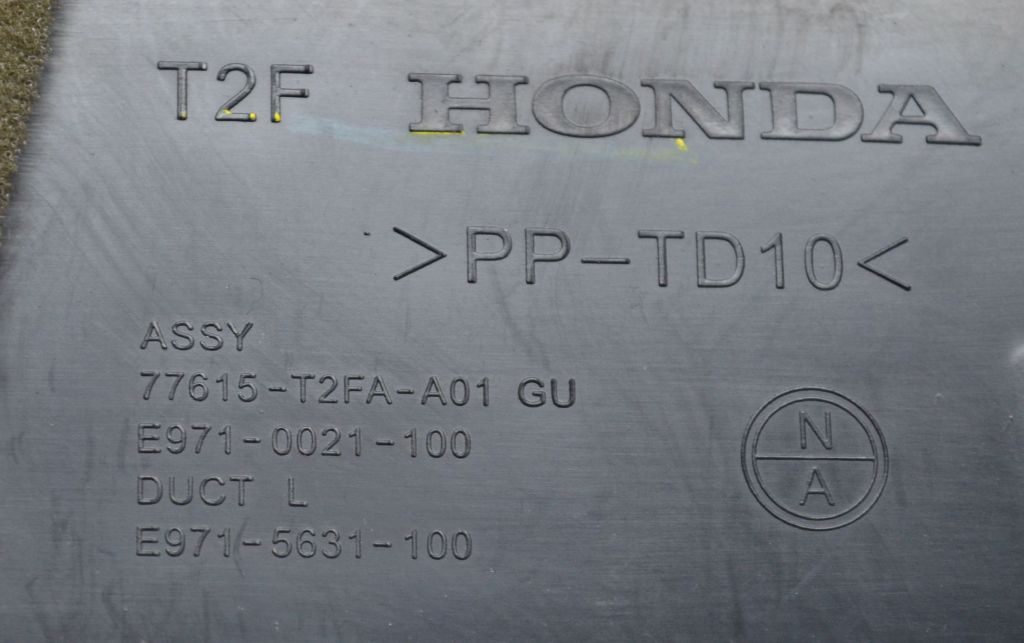 T2F HONDA
>PP-TD10<
ASSY
77615-T2FA-A01 GU
E971-0021-100
DUCT L
E971-5631-100
N
A